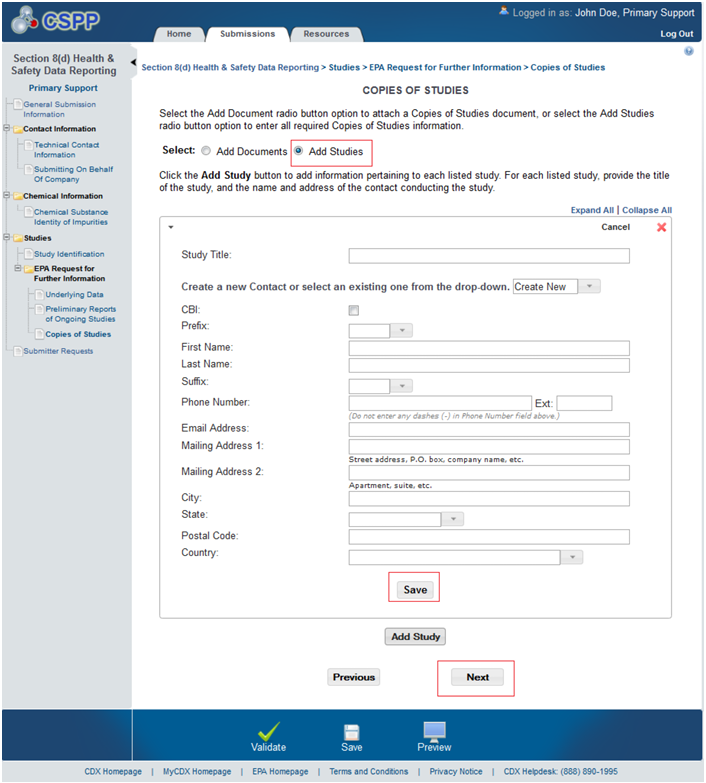 CSPP
Logged in as: John Doe, Primary Support
Home
Submissions
Resources
Log Out
Section 8(d) Health &
Safety Data Reporting
Primary Support
General Submission
Information
Contact Information
Technical Contact
Information
Submitting On Behalf
Of Company
Chemical Information
Chemical Substance
Identity of Impurities
Studies
Study Identification
EPA Request for
Further Information
Underlying Data
Preliminary Reports
of Ongoing Studies
Copies of Studies
Submitter Requests
Section 8(d) Health & Safety Data Reporting > Studies > EPA Request for Further Information > Copies of Studies
COPIES OF STUDIES
Select the Add Document radio button option to attach a Copies of Studies document, or select the Add Studies
radio button option to enter all required Copies of Studies information.
Select: Add Documents Add Studies
Click the Add Study button to add information pertaining to each listed study. For each listed study, provide the title
of the study, and the name and address of the contact conducting the study.
Expand All | Collapse All
Cancel
Study Title:
Create a new Contact or select an existing one from the drop-down. Create New
CBI:
Prefix:
First Name:
Last Name:
Suffix:
Phone Number: Ext:
(Do not enter any dashes (-) in Phone Number field above.)
Email Address:
Mailing Address 1:
Street address, P.O. box, company name, etc.
Mailing Address 2:
Apartment, suite, etc.
City:
State:
Postal Code:
Country:
Save
Add Study
Previous
Next
Validate
Save
Preview
CDX Homepage | MyCDX Homepage | EPA Homepage | Terms and Conditions | Privacy Notice | CDX Helpdesk: (888) 890-1995